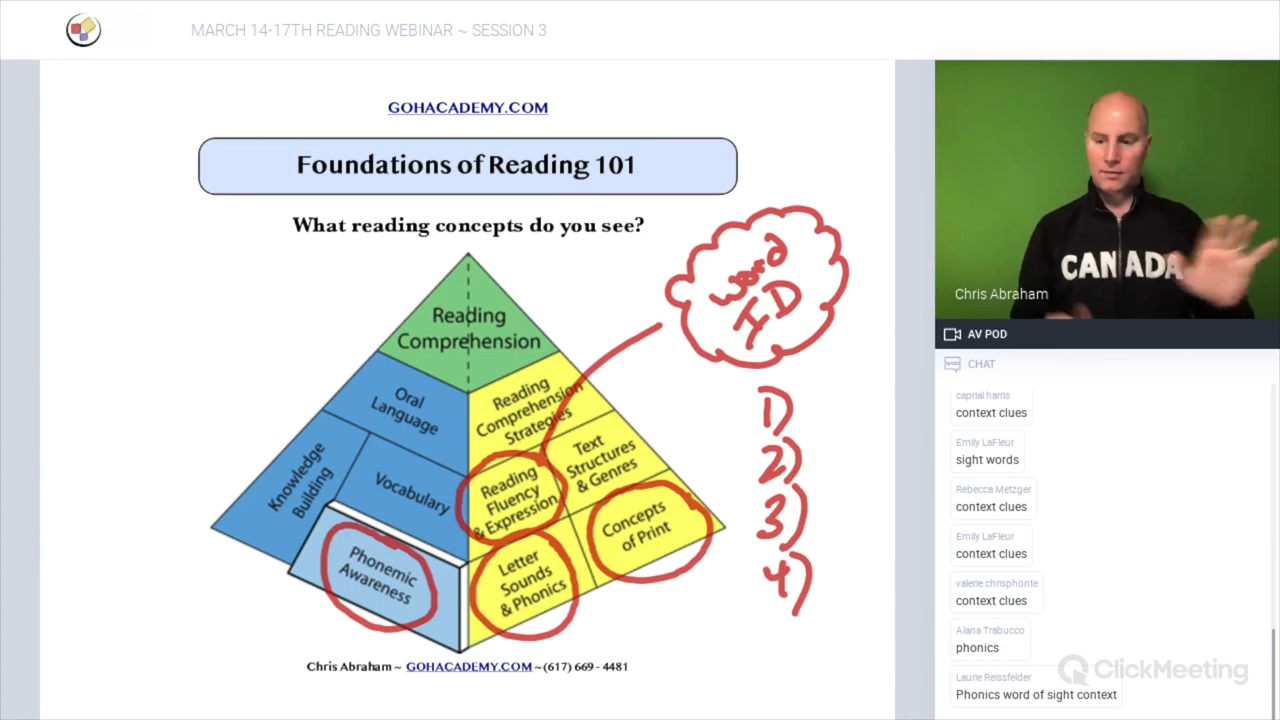 MARCH 14-17TH READING WEBINAR ~ SESSION 3
GOHACADEMY.COM
Foundations of Reading 101
What reading concepts do you see?
Reading
Comprehension
Oral
Language
Reading
Comprehension
Strategies
Knowledge
Building
Vocabulary
Reading
Fluency
& Expression
Text
Structures
& Genres
Phonemic
Awareness
Letter
Sounds
& Phonics
Concepts
of Print
word
ID
1)
2)
3)
4)
Chris Abraham ~ GOHACADEMY.COM ~(617) 669 - 4481
CANADA
Chris Abraham
AV POD
CHAT
caprial harris
context clues
Emily LaFleur
sight words
Rebecca Metzger
context clues
Emily LaFleur
context clues
valerie chrisphonte
context clues
Alana Trabucco
phonics
Laurie Reissfelder
Phonics word of sight context
ClickMeeting